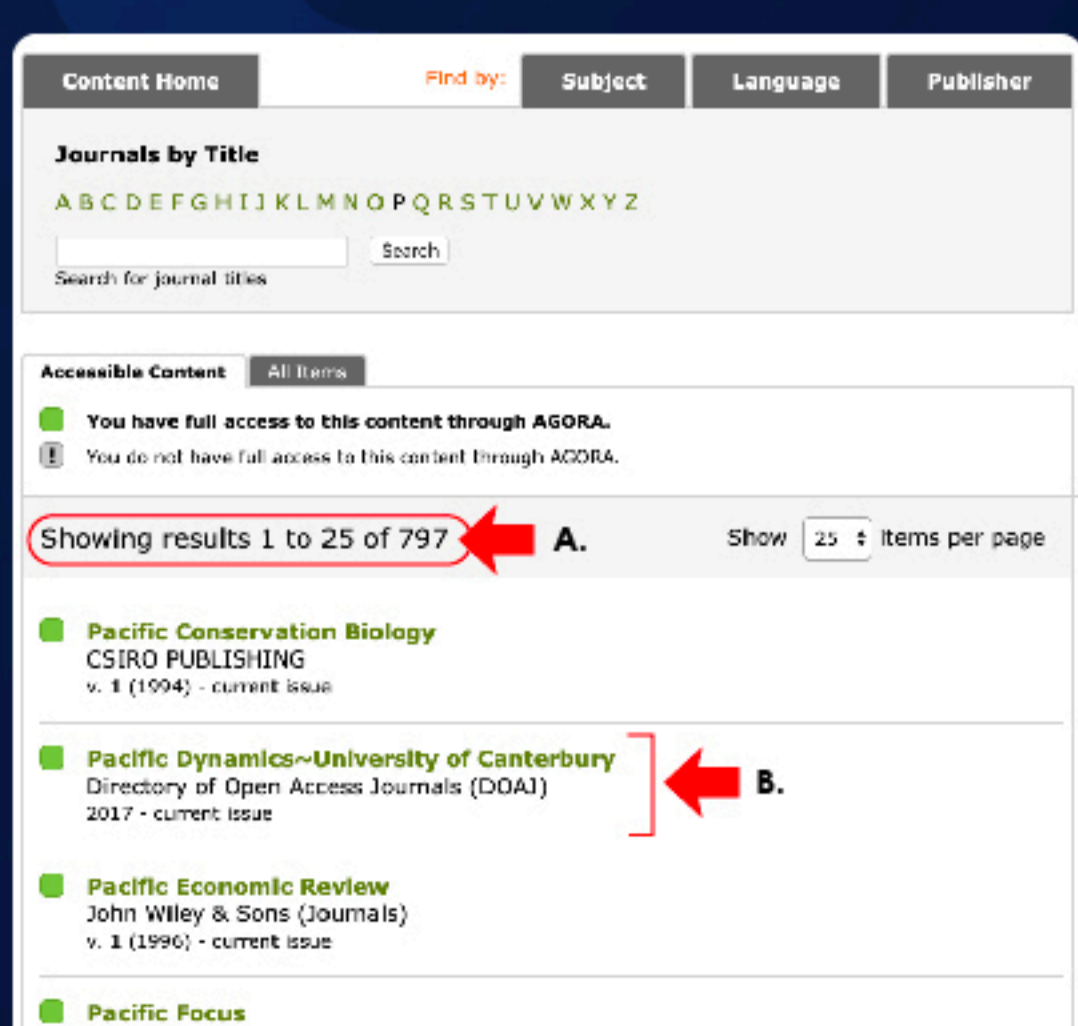 Content Home Find by: Subject Language Publisher
Journals by Title
A B C D E F G H I J K L M N O P Q R S T U V W X Y Z
Search
Search for journal titles
Accessible Content All Items
You have full access to this content through AGORA.
! You do not have full access to this content through AGORA.
Showing results 1 to 25 of 797 A. Show 25 items per page
Pacific Conservation Biology
CSIRO PUBLISHING
v. 1 (1994) - current issue
Pacific Dynamics~University of Canterbury
Directory of Open Access Journals (DOAJ) B.
2017 - current issue
Pacific Economic Review
John Wiley & Sons (Journals)
v. 1 (1996) - current issue
Pacific Focus